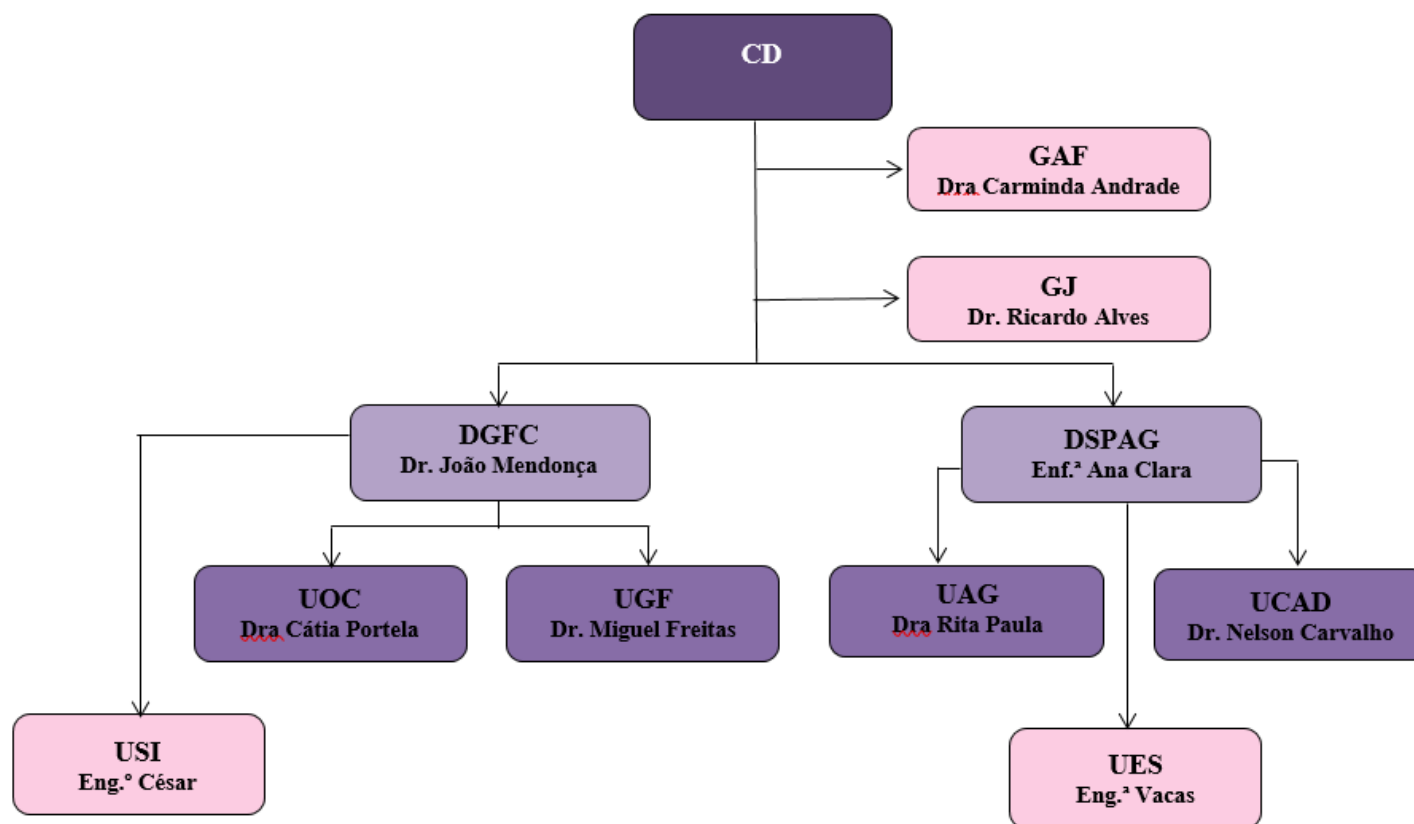 CD
GAF
Dra Carminda Andrade
GJ
Dr. Ricardo Alves
DGFC
Dr. João Mendonça
DSPAG
Enf.ª Ana Clara
UOC
Dra Cátia Portela
UGF
Dr. Miguel Freitas
UAG
Dra Rita Paula
UCAD
Dr. Nelson Carvalho
USI
Eng.º César
UES
Eng.ª Vacas